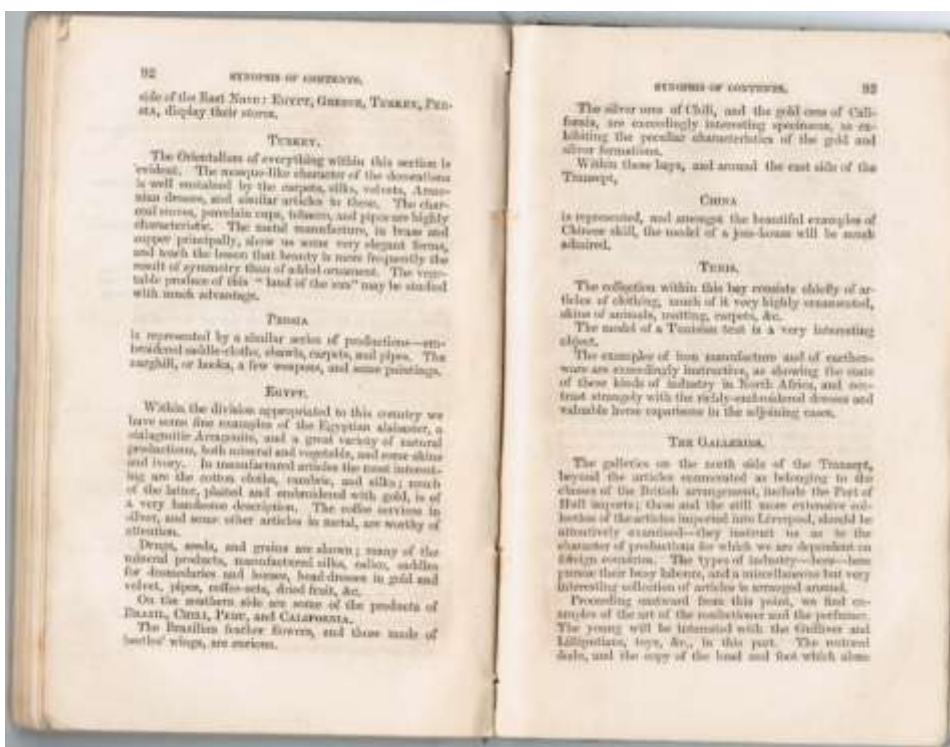 92
SYNOPSIS OF CONTENTS.
side of the East Nave: EGYPT, GREECE, TURKEY, PER-
SIA, display their stores.
TURKEY.
The Orientalism of everything within this section is
evident. The mosque-like character of the decorations
is well sustained by the carpets, silks, velvets, Arme-
nian dresses, and similar articles to these. The char-
coal stoves, porcelain cups, tobacco, and pipes are highly
characteristic. The metal manufacture, in brass and
copper principally, show us some very elegant forms,
and teach the lesson that beauty is more frequently the
result of symmetry than of added ornament. The vege-
table produce of this "land of the sun" may be studied
with much advantage.
PERSIA
is represented by a similar series of productions—em-
broidered saddle-cloths, shawls, carpets, and pipes. The
or hooka, a few weapons, and some paintings.
EGYPT.
Within the division appropriated to this country we
have some fine examples of the Egyptian alabaster, a
stalagmitic Arragonite, and a great variety of natural
productions, both mineral and vegetable, and some skins
and ivory. In manufactured articles the most interest-
ing are the cotton cloths, cambric, and silks; much
of the latter, plaited and embroidered with gold, is of
a very handsome description. The coffee services in
silver, and some other articles in metal, are worthy of
attention.
Drugs, seeds, and grains are shown; many of the
mineral products, manufactured silks, calico, saddles
for dromedaries and horses, head-dresses in gold and
velvet, pipes, coffee-sets, dried fruit, &c.
On the southern side are some of the products of
BRAZIL, CHILI, PERU, and CALIFORNIA.
The Brazilian feather flowers, and those made of
beetles' wings, are curious.
SYNOPSIS OF CONTENTS.
93
The silver ores of Chili, and the gold ores of Cali-
fornia, are exceedingly interesting specimens, as ex-
hibiting the peculiar characteristics of the gold and
silver formations.
Within these bays, and around the east side of the
Transept,
CHINA
is represented, and amongst the beautiful examples of
Chinese skill, the model of a joss-house will be much
admired.
TUNIS.
The collection within this bay consists chiefly of ar-
ticles of clothing, much of it very highly ornamented,
skins of animals, matting, carpets, &c.
The model of a Tunisian tent is a very interesting
object.
The examples of iron manufacture and of earthen-
ware are exceedingly instructive, as showing the state
of these kinds of industry in North Africa, and con-
trast strangely with the richly-embroidered dresses and
valuable horse caparisons in the adjoining cases.
THE GALLERIES.
The galleries on the north side of the Transept,
beyond the articles enumerated as belonging to the
classes of the British arrangement, include the Port of
Hull imports; these and the still more extensive col-
lection of the articles imported into Liverpool, should be
attentively examined—they instruct us as to the
character of productions for which we are dependent on
foreign countries. The types of industry—bees—here
pursue their busy labours, and a miscellaneous but very
interesting collection of articles is arranged around.
Proceeding eastward from this point, we find ex-
amples of the art of the confectioner and the perfumer.
The young will be interested with the Gulliver and
Lilliputians, toys, &c., in this part. The
and the copy of the head and foot which alone